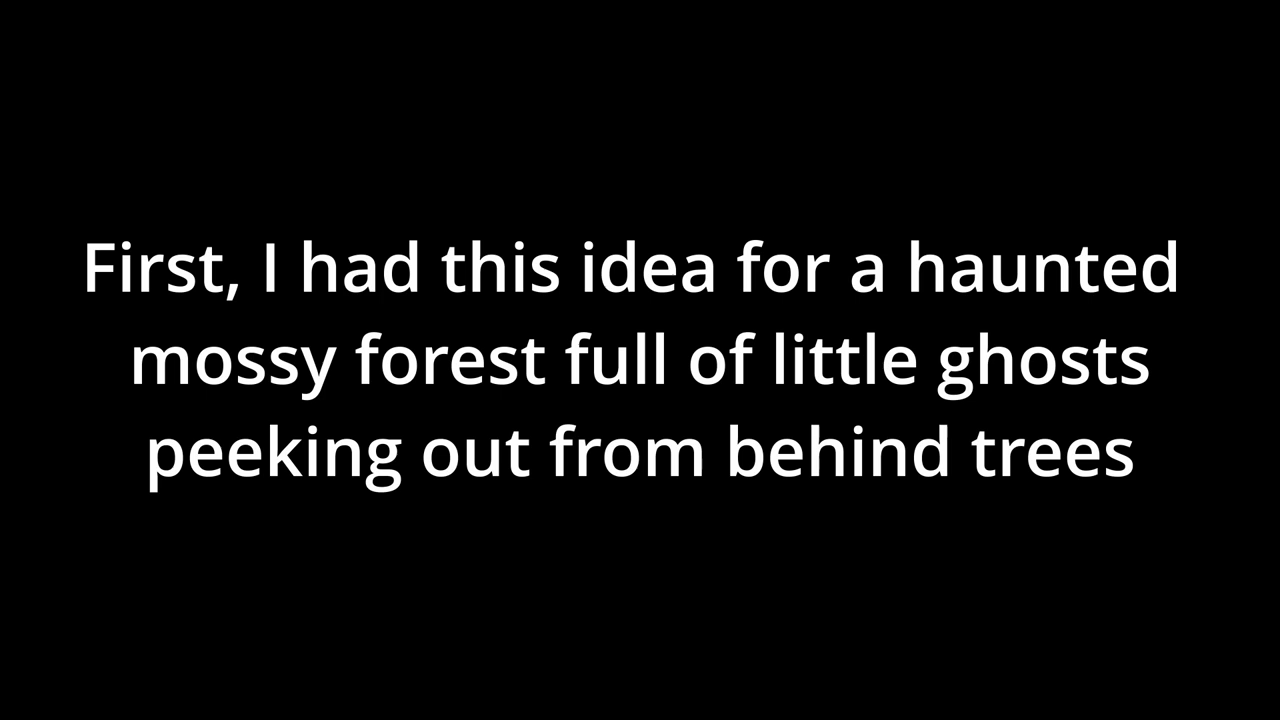 First, I had this idea for a haunted
mossy forest full of little ghosts
peeking out from behind trees